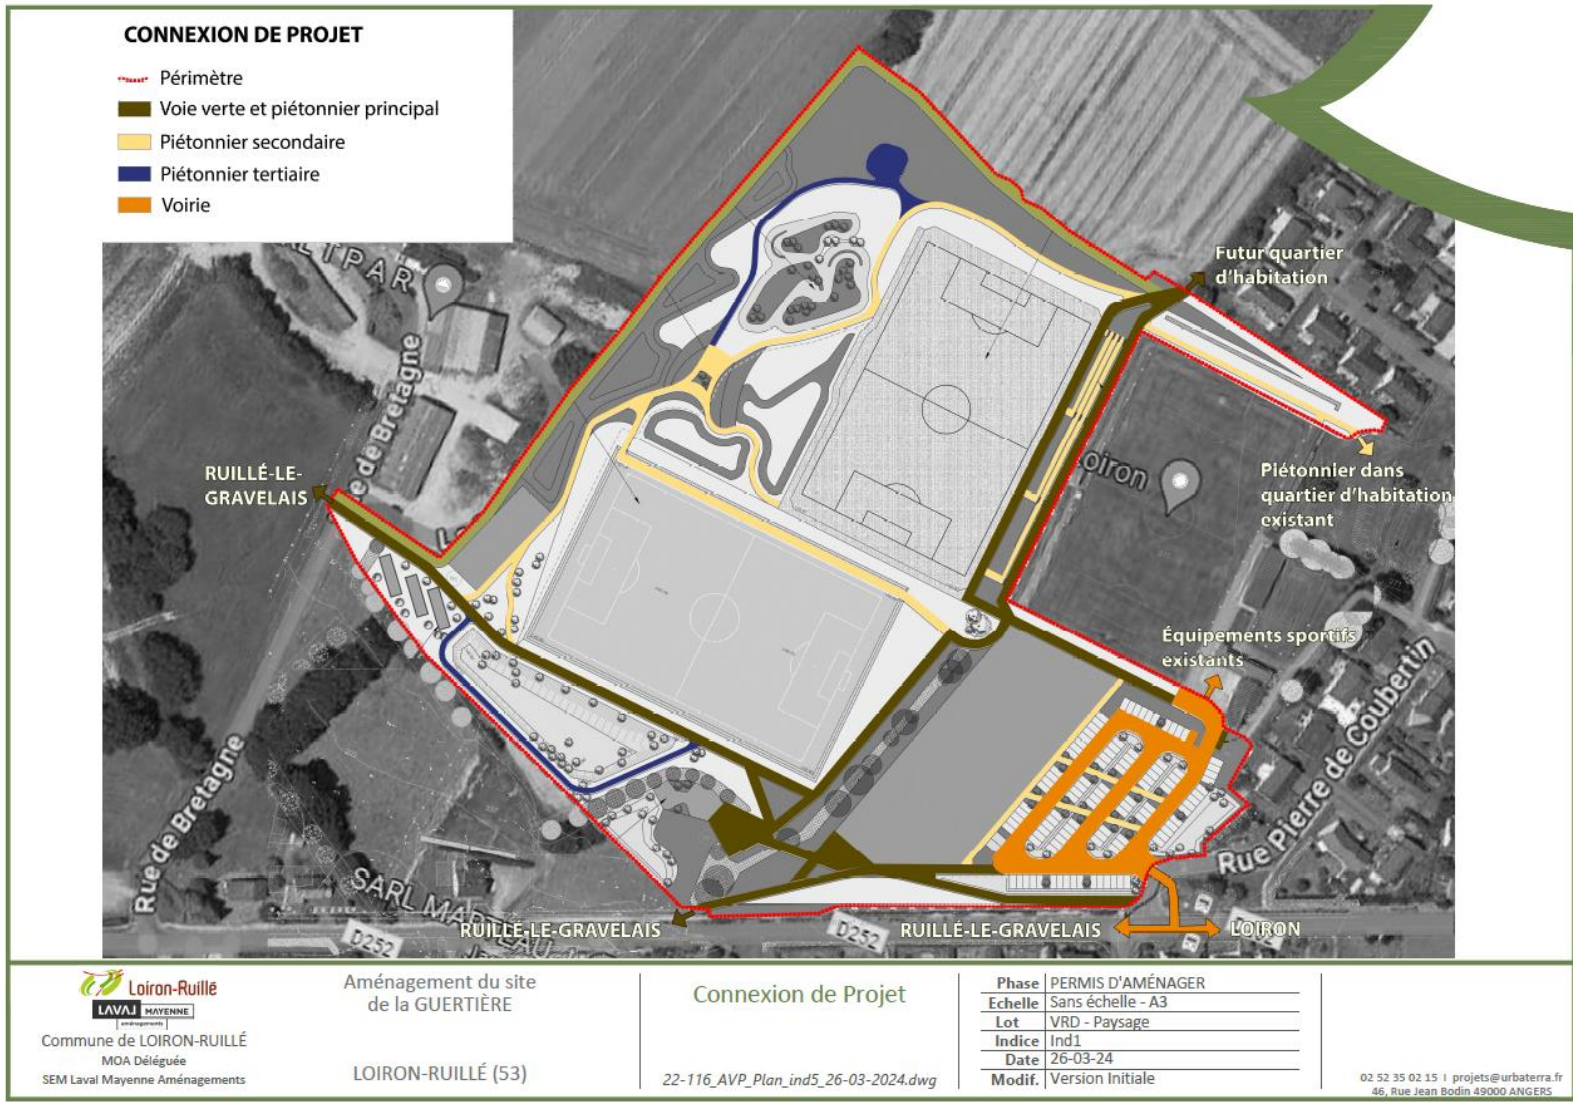 CONNEXION DE PROJET
Périmètre
Voie verte et piétonnier principal
Piétonnier secondaire
Piétonnier tertiaire
Voirie
Futur quartier
d'habitation
Rue de Bretagne
RUILLÉ-LE-
GRAVELAIS
Loiron
Piétonnier dans
quartier d'habitation
existant
Équipements sportifs
existants
Rue de Bretagne
Rue Pierre de Coubertin
SARL MARTEAU
D252
RUILLÉ-LE-GRAVELAIS
D252
RUILLÉ-LE-GRAVELAIS
LOIRON
Loiron-Ruillé
LAVAL MAYENNE
aménagements
Commune de LOIRON-RUILLÉ
MOA Déléguée
SEM Laval Mayenne Aménagements
Aménagement du site
de la GUERTIÈRE
LOIRON-RUILLÉ (53)
Connexion de Projet
22-116_AVP_Plan_ind5_26-03-2024.dwg
Phase PERMIS D'AMÉNAGER
Echelle Sans échelle - A3
Lot VRD - Paysage
Indice Ind1
Date 26-03-24
Modif. Version Initiale
02 52 35 02 15 I projets@urbaterra.fr
46, Rue Jean Bodin 49000 ANGERS